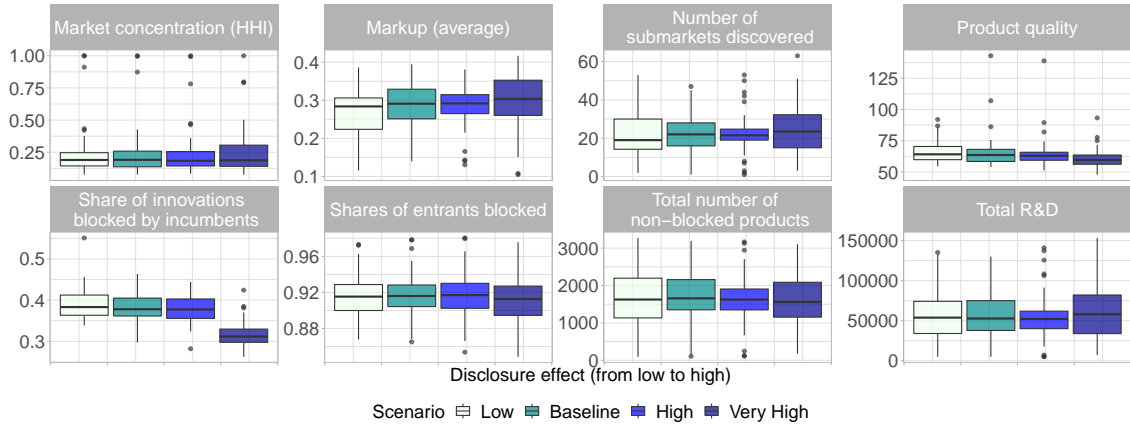 Market concentration (HHI)
Markup (average)
Number of
submarkets discovered
Product quality
1.00
0.75
0.50
0.25
0.4
0.3
0.2
0.1
60
40
20
0
125
100
75
50
Share of innovations
blocked by incumbents
Shares of entrants blocked
Total number of
non−blocked products
Total R&D
0.5
0.4
0.3
0.96
0.92
0.88
3000
2000
1000
0
150000
100000
50000
0
Disclosure effect (from low to high)
Scenario Low Baseline High Very High